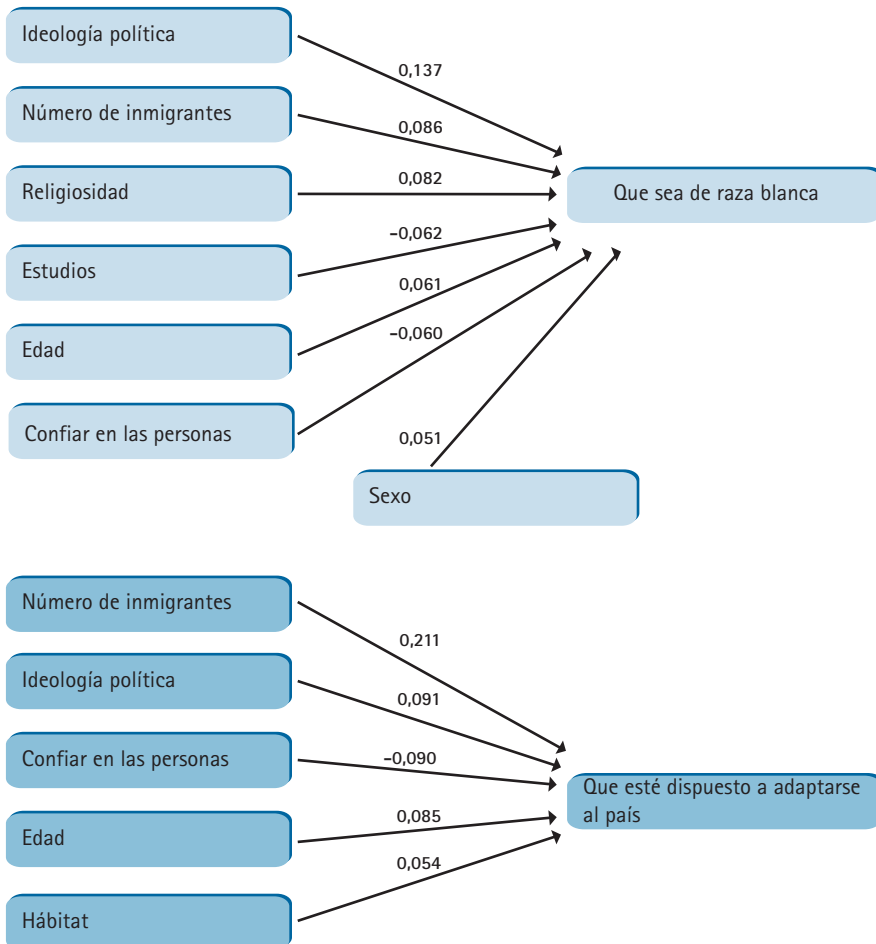 Ideología política
0,137
Número de inmigrantes
0,086
Religiosidad
0,082
Que sea de raza blanca
Estudios
-0,062
Edad
0,061
Confiar en las personas
-0,060
0,051
Sexo
Número de inmigrantes
0,211
Ideología política
0,091
Confiar en las personas
-0,090
Que esté dispuesto a adaptarse
al país
Edad
0,085
Hábitat
0,054